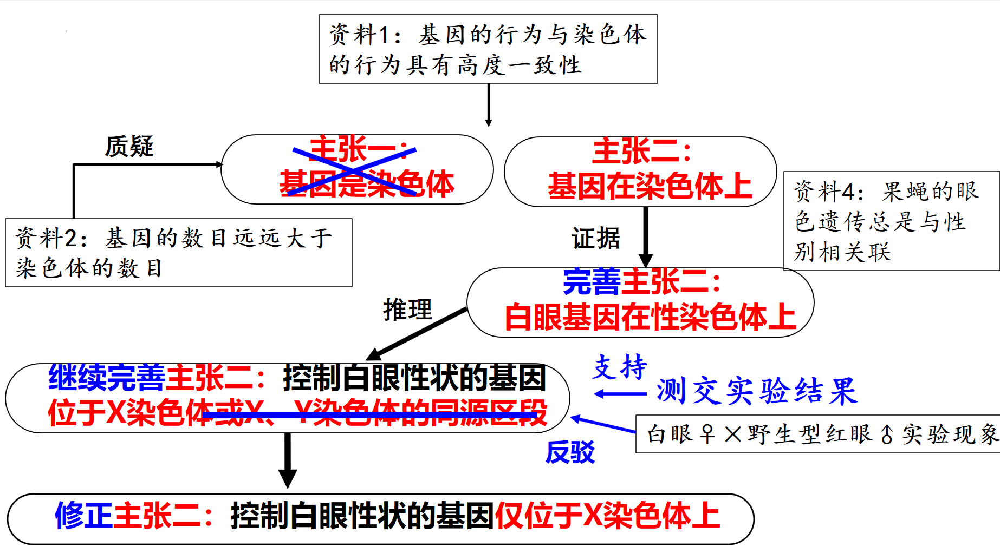 资料1：基因的行为与染色体
的行为具有高度一致性
质疑
主张一：
基因是染色体
主张二：
基因在染色体上
资料2：基因的数目远远大于
染色体的数目
证据
资料4：果蝇的眼
色遗传总是与性
别相关联
完善主张二：
白眼基因在性染色体上
推理
继续完善主张二：控制白眼性状的基因
位于X染色体或X、Y染色体的同源区段
支持
测交实验结果
白眼♀×野生型红眼♂实验现象
反驳
修正主张二：控制白眼性状的基因仅位于X染色体上